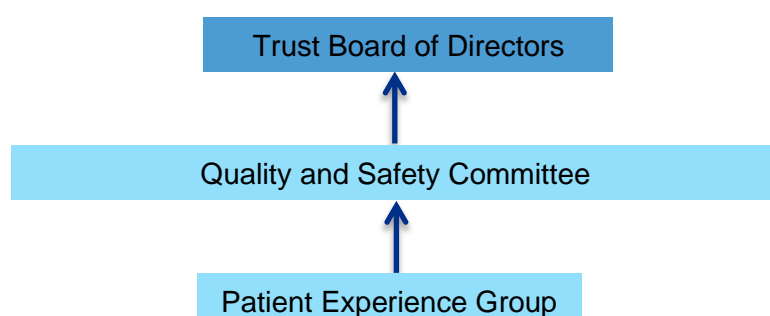 Trust Board of Directors
Quality and Safety Committee
Patient Experience Group